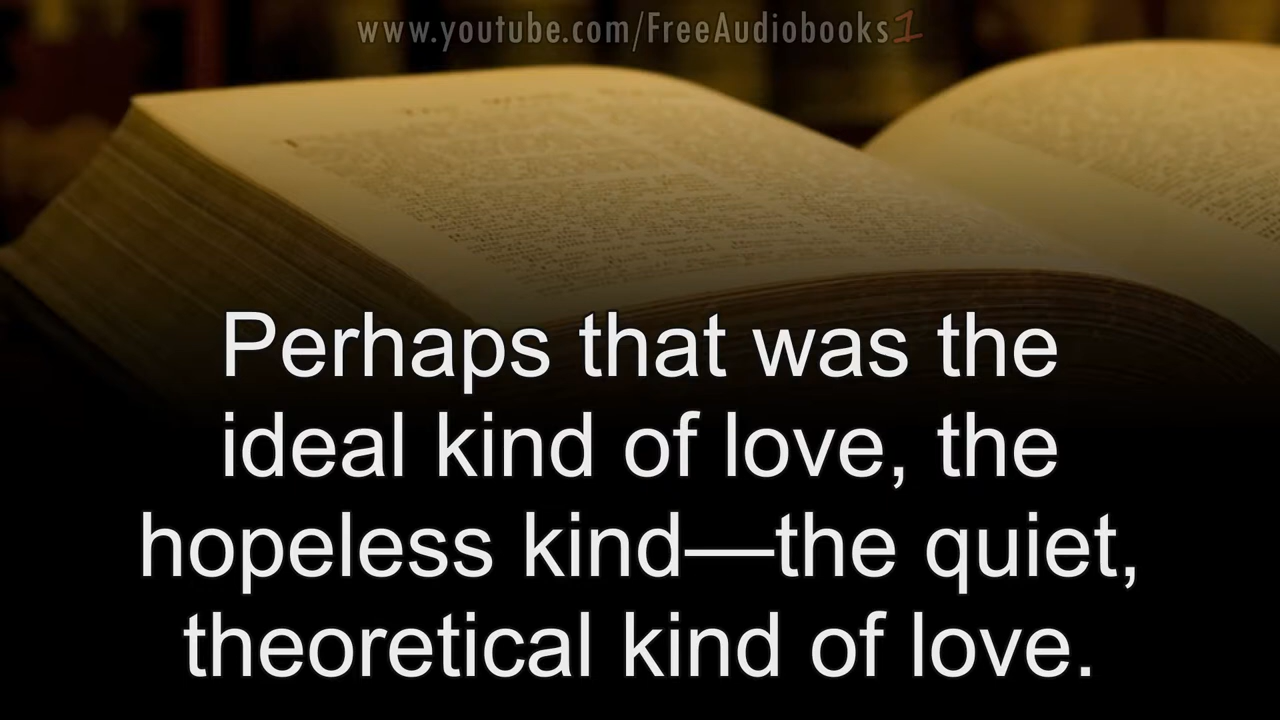 www.youtube.com/FreeAudiobooks1
Perhaps that was the
ideal kind of love, the
hopeless kind—the quiet,
theoretical kind of love.